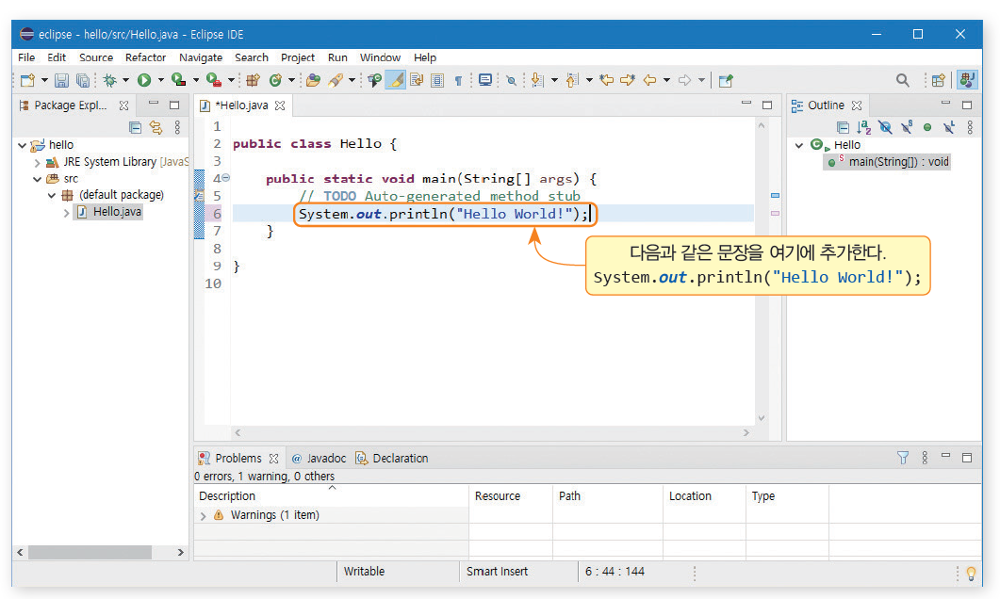 eclipse - hello/src/Hello.java - Eclipse IDE
File Edit Source Refactor Navigate Search Project Run Window Help
Package Expl...
hello
JRE System Library [JavaS
src
(default package)
Hello.java
*Hello.java
1
2 public class Hello {
3
4 public static void main(String[] args) {
5 // TODO Auto-generated method stub
6 System.out.println("Hello World!");
7 }
8
9 }
10
다음과 같은 문장을 여기에 추가한다.
System.out.println("Hello World!");
Outline
Hello
main(String[]) : void
Problems @ Javadoc Declaration
0 errors, 1 warning, 0 others
Description Resource Path Location Type
Warnings (1 item)
Writable Smart Insert 6 : 44 : 144